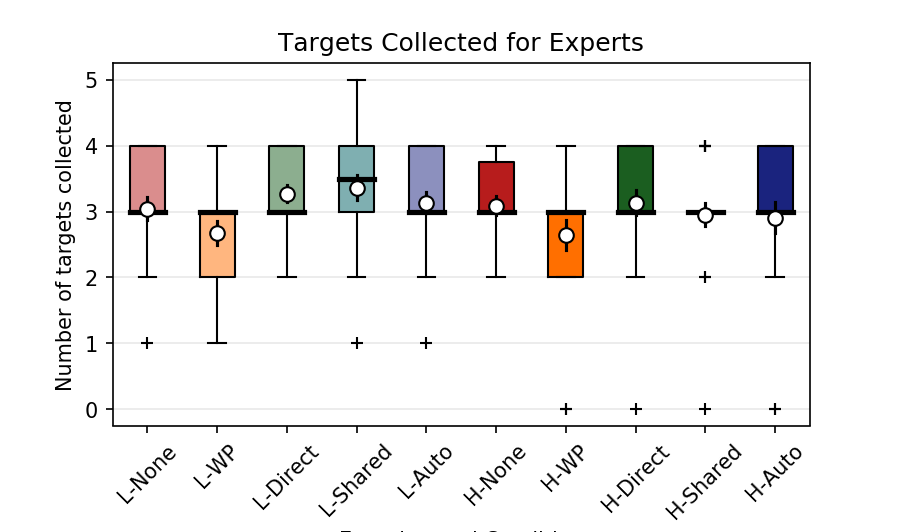 Targets Collected for Experts
Number of targets collected
5
4
3
2
1
0
L-None
L-WP
L-Direct
L-Shared
L-Auto
H-None
H-WP
H-Direct
H-Shared
H-Auto